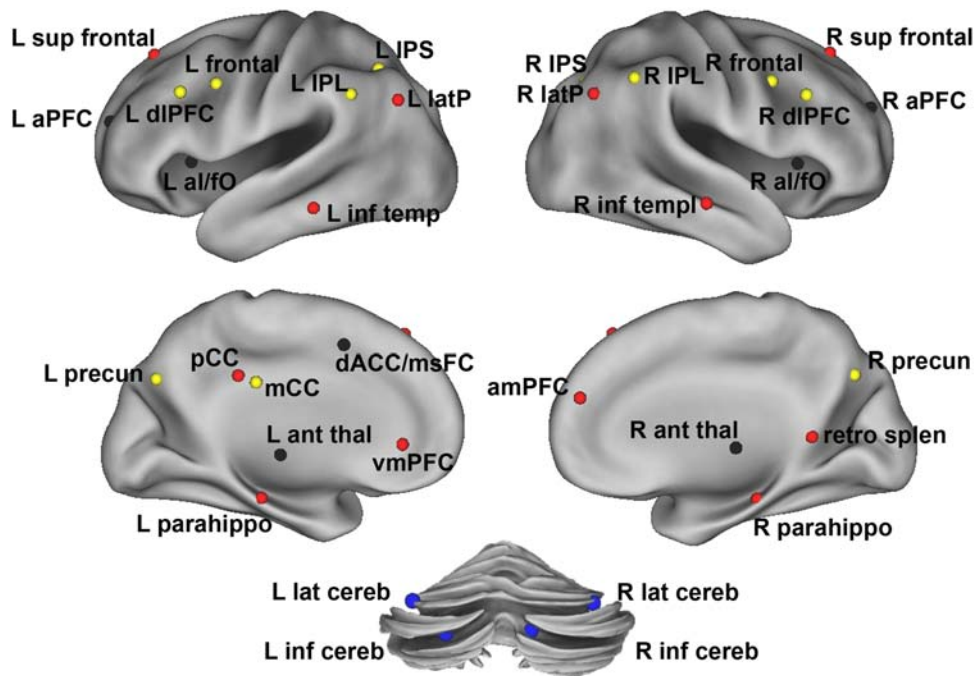 L sup frontal
L frontal
L IPS
L IPL
L latP
L dlPFC
L aPFC
L aI/fO
L inf temp
R sup frontal
R IPS
R IPL
R frontal
R latP
R dlPFC
R aPFC
R aI/fO
R inf templ
L precun
pCC
mCC
dACC/msFC
L ant thal
vmPFC
L parahippo
amPFC
R precun
R ant thal
retro splen
R parahippo
L lat cereb
R lat cereb
L inf cereb
R inf cereb